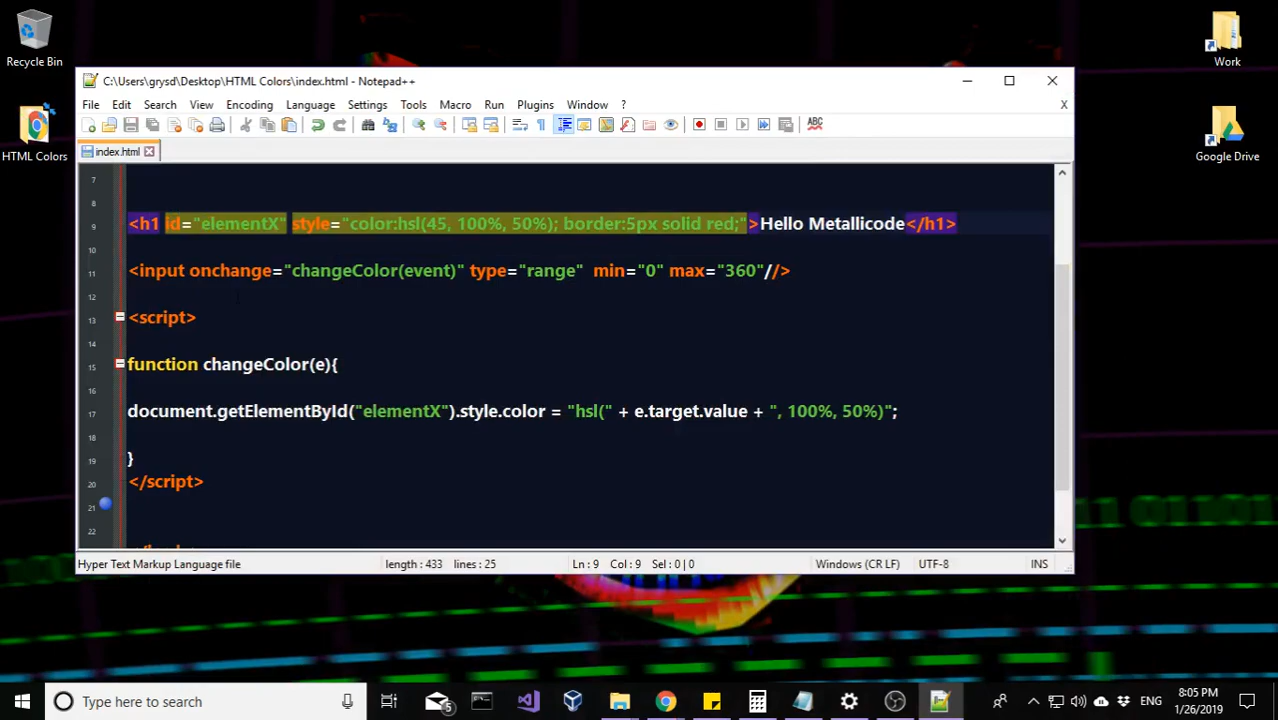 Recycle Bin
HTML Colors
Work
Google Drive
C:\Users\grysd\Desktop\HTML Colors\index.html - Notepad++
File Edit Search View Encoding Language Settings Tools Macro Run Plugins Window ? X
ABC
index.html
7
8
9 <h1 id="elementX" style="color:hsl(45, 100%, 50%); border:5px solid red;">Hello Metallicode</h1>
10
11 <input onchange="changeColor(event)" type="range" min="0" max="360"//>
12
13 <script>
14
15 function changeColor(e){
16
17 document.getElementById("elementX").style.color = "hsl(" + e.target.value + ", 100%, 50%)";
18
19 }
20 </script>
21
22
Hyper Text Markup Language file length : 433 lines : 25 Ln : 9 Col : 9 Sel : 0 | 0 Windows (CR LF) UTF-8 INS
Type here to search
5
ENG
8:05 PM
1/26/2019